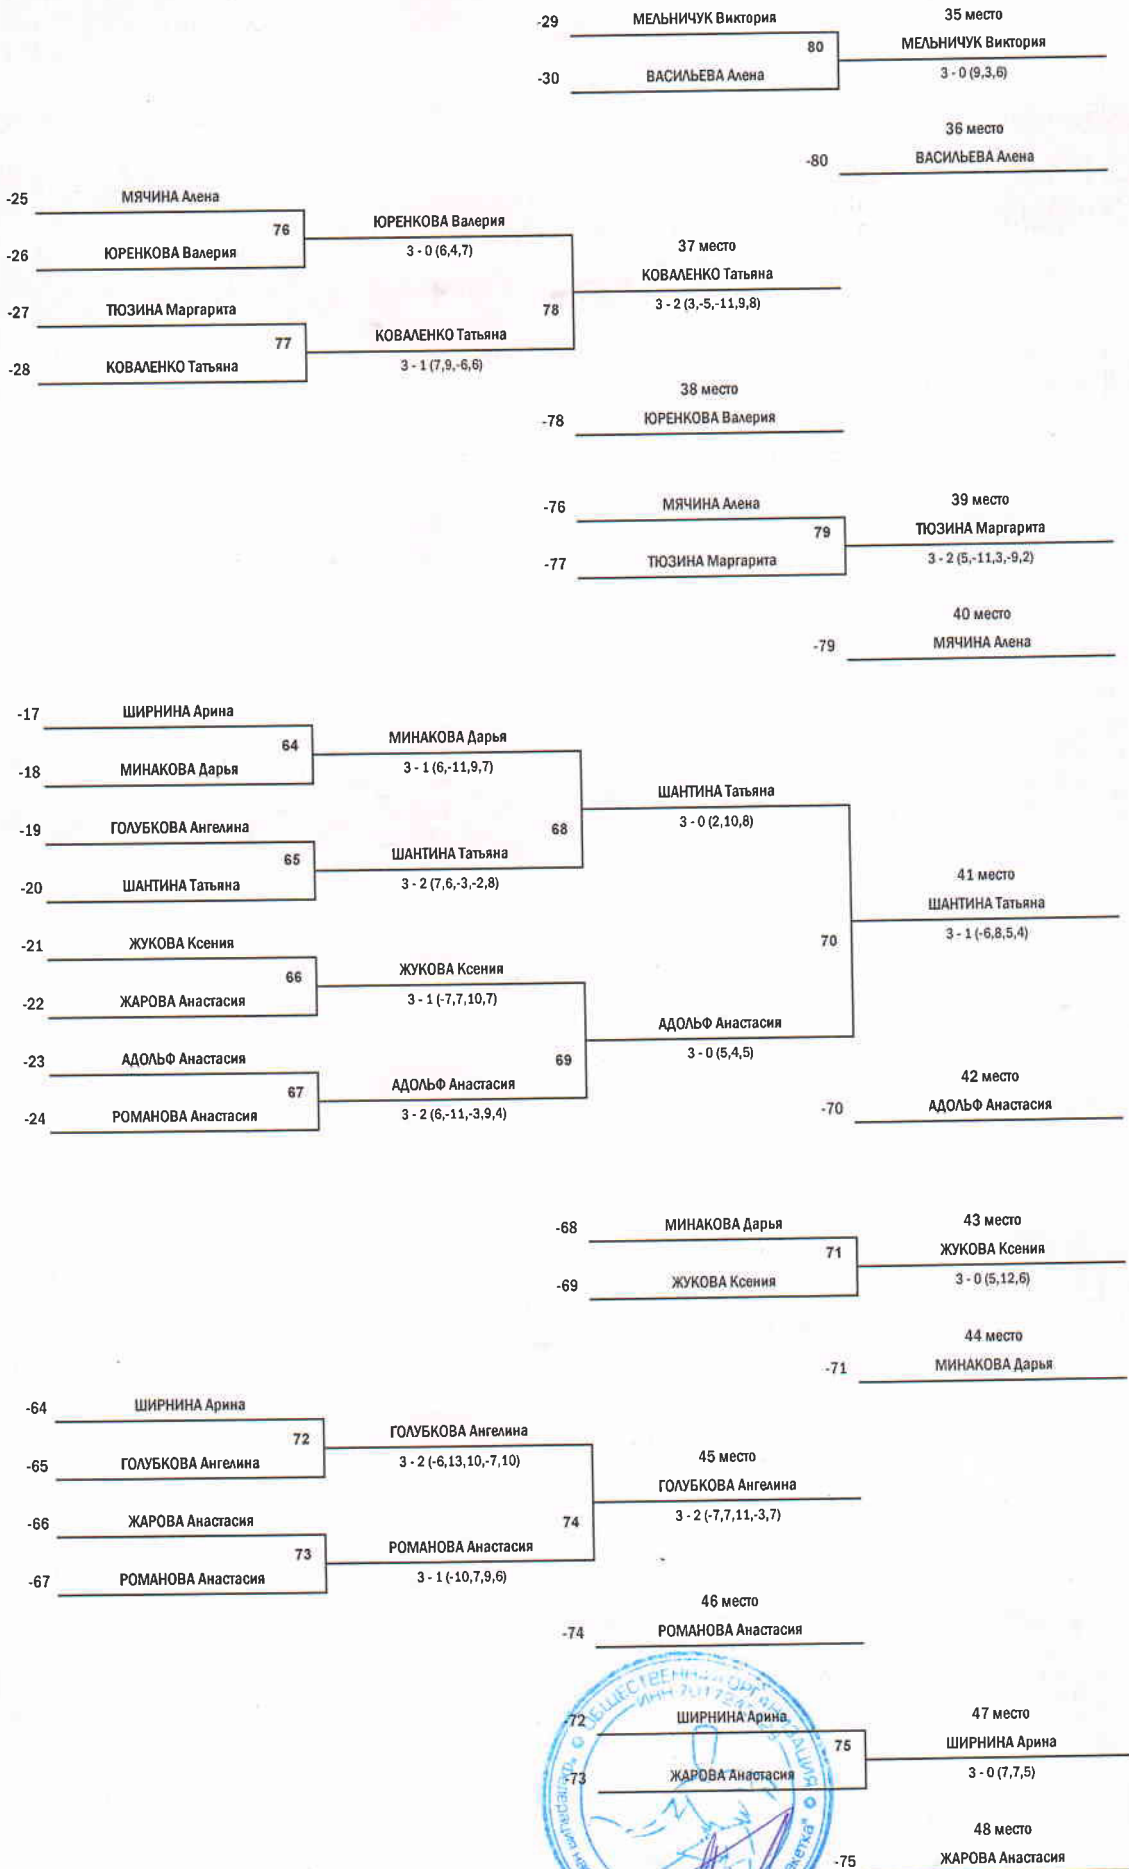 -29 МЕЛЬНИЧУК Виктория 35 место
80 МЕЛЬНИЧУК Виктория
-30 ВАСИЛЬЕВА Алена 3 - 0 (9,3,6)
36 место
-80 ВАСИЛЬЕВА Алена
-25 МЯЧИНА Алена
76 ЮРЕНКОВА Валерия
-26 ЮРЕНКОВА Валерия 3 - 0 (6,4,7) 37 место
КОВАЛЕНКО Татьяна
-27 ТЮЗИНА Маргарита 78 3 - 2 (3,-5,-11,9,8)
77 КОВАЛЕНКО Татьяна
-28 КОВАЛЕНКО Татьяна 3 - 1 (7,9,-6,6)
38 место
-78 ЮРЕНКОВА Валерия
-76 МЯЧИНА Алена 39 место
79 ТЮЗИНА Маргарита
-77 ТЮЗИНА Маргарита 3 - 2 (5,-11,3,-9,2)
40 место
-79 МЯЧИНА Алена
-17 ШИРНИНА Арина
64 МИНАКОВА Дарья
-18 МИНАКОВА Дарья 3 - 1 (6,-11,9,7)
ШАНТИНА Татьяна
-19 ГОЛУБКОВА Ангелина 68 3 - 0 (2,10,8)
65 ШАНТИНА Татьяна
-20 ШАНТИНА Татьяна 3 - 2 (7,6,-3,-2,8) 41 место
ШАНТИНА Татьяна
-21 ЖУКОВА Ксения 70 3 - 1 (-6,8,5,4)
66 ЖУКОВА Ксения
-22 ЖАРОВА Анастасия 3 - 1 (-7,7,10,7)
АДОЛЬФ Анастасия
-23 АДОЛЬФ Анастасия 69 3 - 0 (5,4,5)
67 АДОЛЬФ Анастасия 42 место
-24 РОМАНОВА Анастасия 3 - 2 (6,-11,-3,9,4) -70 АДОЛЬФ Анастасия
-68 МИНАКОВА Дарья 43 место
71 ЖУКОВА Ксения
-69 ЖУКОВА Ксения 3 - 0 (5,12,6)
44 место
-71 МИНАКОВА Дарья
-64 ШИРНИНА Арина
72 ГОЛУБКОВА Ангелина
-65 ГОЛУБКОВА Ангелина 3 - 2 (-6,13,10,-7,10) 45 место
ГОЛУБКОВА Ангелина
-66 ЖАРОВА Анастасия 74 3 - 2 (-7,7,11,-3,7)
73 РОМАНОВА Анастасия
-67 РОМАНОВА Анастасия 3 - 1 (-10,7,9,6)
46 место
-74 РОМАНОВА Анастасия
ОБЩЕСТВЕННАЯ ОРГАНИЗАЦИЯ
-72 ШИРНИНА Арина 47 место
75 ШИРНИНА Арина
-73 ЖАРОВА Анастасия 3 - 0 (7,7,5)
48 место
-75 ЖАРОВА Анастасия